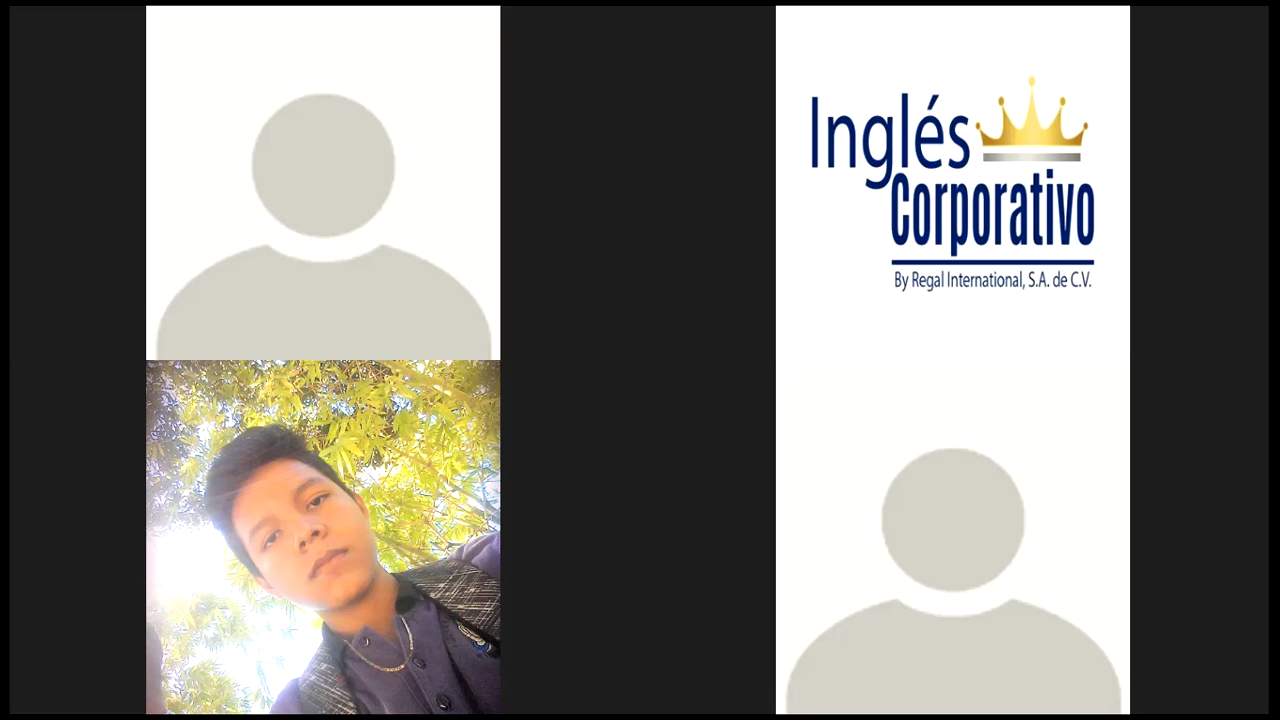 Inglés
Corporativo
By Regal International, S.A. de C.V.